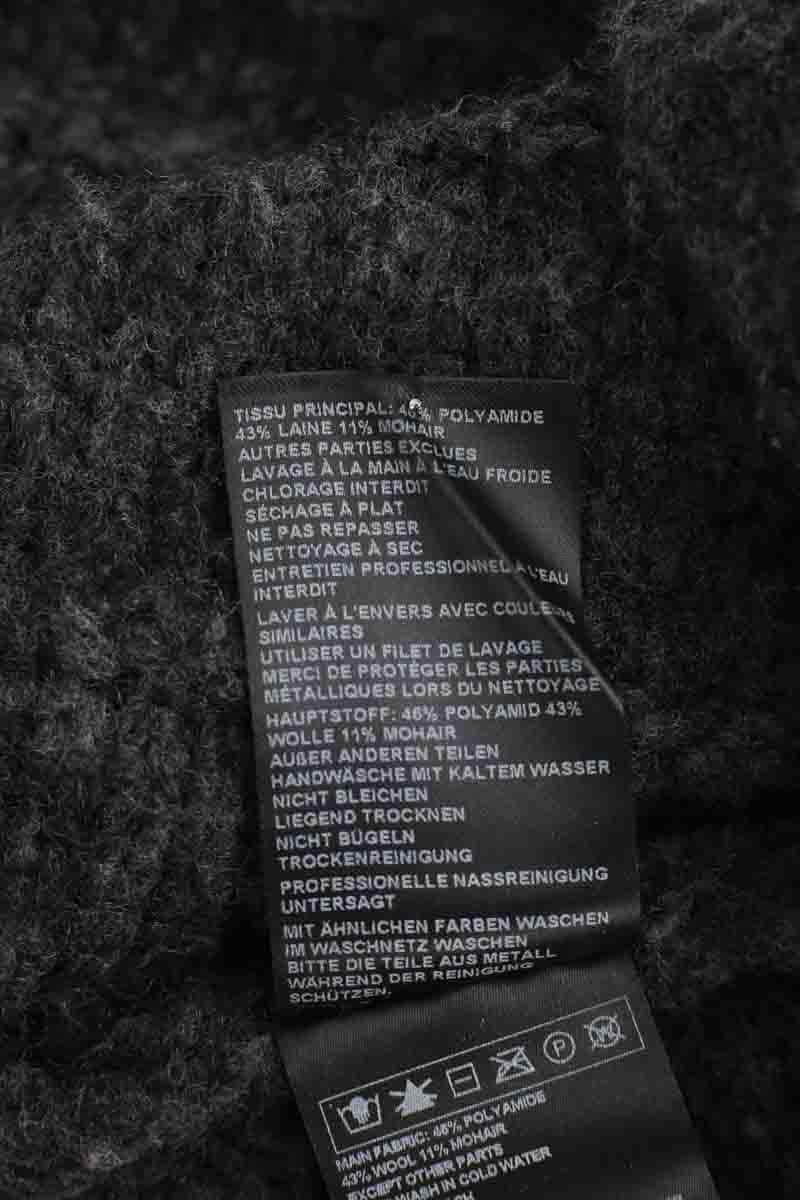 TISSU PRINCIPAL: 46% POLYAMIDE
43% LAINE 11% MOHAIR
AUTRES PARTIES EXCLUES
LAVAGE À LA MAIN À L'EAU FROIDE
CHLORAGE INTERDIT
SÉCHAGE À PLAT
NE PAS REPASSER
NETTOYAGE À SEC
ENTRETIEN PROFESSIONNEL A L'EAU
INTERDIT
LAVER À L'ENVERS AVEC COULEURS
SIMILAIRES
UTILISER UN FILET DE LAVAGE
MERCI DE PROTÉGER LES PARTIES
MÉTALLIQUES LORS DU NETTOYAGE
HAUPTSTOFF: 46% POLYAMID 43%
WOLLE 11% MOHAIR
AUßER ANDEREN TEILEN
HANDWÄSCHE MIT KALTEM WASSER
NICHT BLEICHEN
LIEGEND TROCKNEN
NICHT BÜGELN
TROCKENREINIGUNG
PROFESSIONELLE NASSREINIGUNG
UNTERSAGT
MIT ÄHNLICHEN FARBEN WASCHEN
IM WASCHNETZ WASCHEN
BITTE DIE TEILE AUS METALL
WÄHREND DER REINIGUNG
SCHÜTZEN.
P W
MAIN FABRIC: 46% POLYAMIDE
43% WOOL 11% MOHAIR
EXCEPT OTHER PARTS
WASH IN COLD WATER